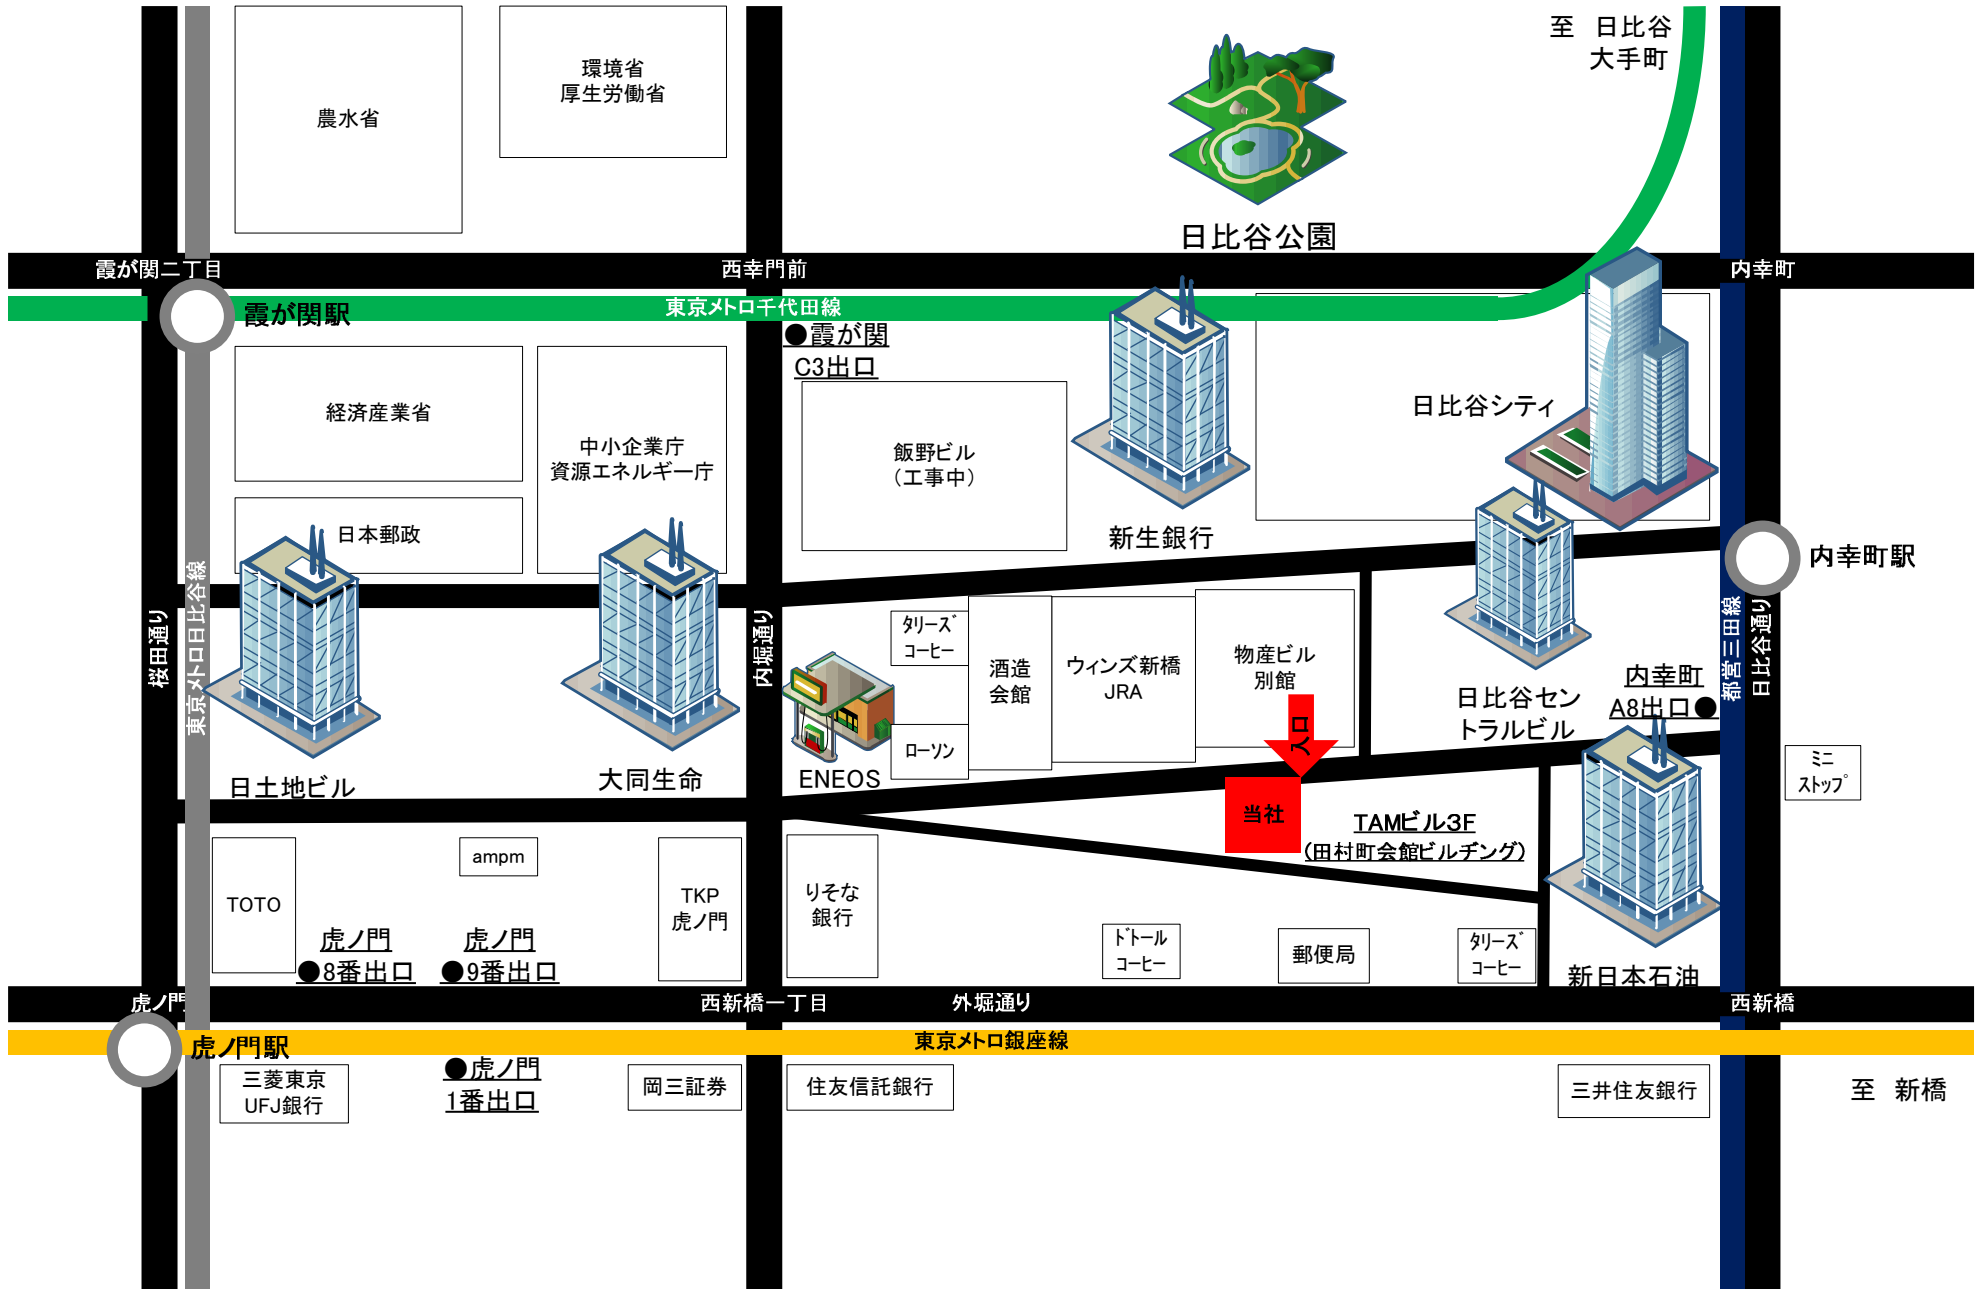 至 日比谷
大手町
環境省
厚生労働省
農水省
日比谷公園
霞が関二丁目
西幸門前
内幸町
東京メトロ千代田線
霞が関駅
●霞が関
C3出口
経済産業省
中小企業庁
資源エネルギー庁
飯野ビル
（工事中）
日比谷シティ
日本郵政
新生銀行
内幸町駅
桜田通り
東京メトロ日比谷線
内堀通り
都営三田線
日比谷通り
ﾀﾘｰｽﾞ
ｺｰﾋｰ
酒造
会館
ウィンズ新橋
JRA
物産ビル
別館
日比谷セン
トラルビル
内幸町
A8出口●
入口
ローソン
ENEOS
日土地ビル
大同生命
ﾐﾆ
ｽﾄｯﾌﾟ
当社
TAMビル3F
(田村町会館ビルヂング)
TOTO
ampm
TKP
虎ノ門
りそな
銀行
虎ノ門
●8番出口
虎ノ門
●9番出口
ﾄﾞﾄｰﾙ
ｺｰﾋｰ
郵便局
ﾀﾘｰｽﾞ
ｺｰﾋｰ
新日本石油
虎ノ門
西新橋一丁目
外堀通り
西新橋
東京メトロ銀座線
虎ノ門駅
三菱東京
UFJ銀行
●虎ノ門
1番出口
岡三証券
住友信託銀行
三井住友銀行
至 新橋